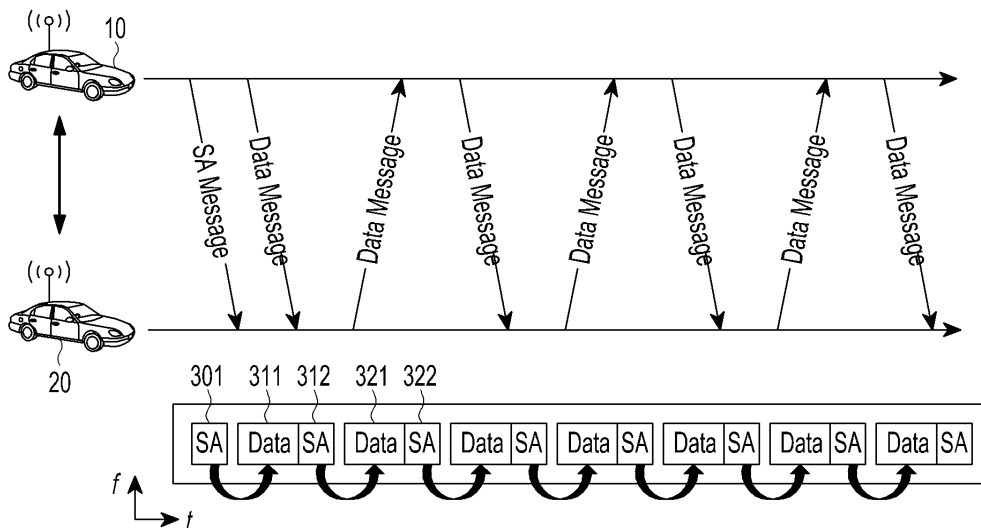 10
SA Message
Data Message
Data Message
Data Message
Data Message
Data Message
Data Message
Data Message
20
301 311 312 321 322
SA Data SA Data SA Data SA Data SA Data SA Data SA Data SA
f
t